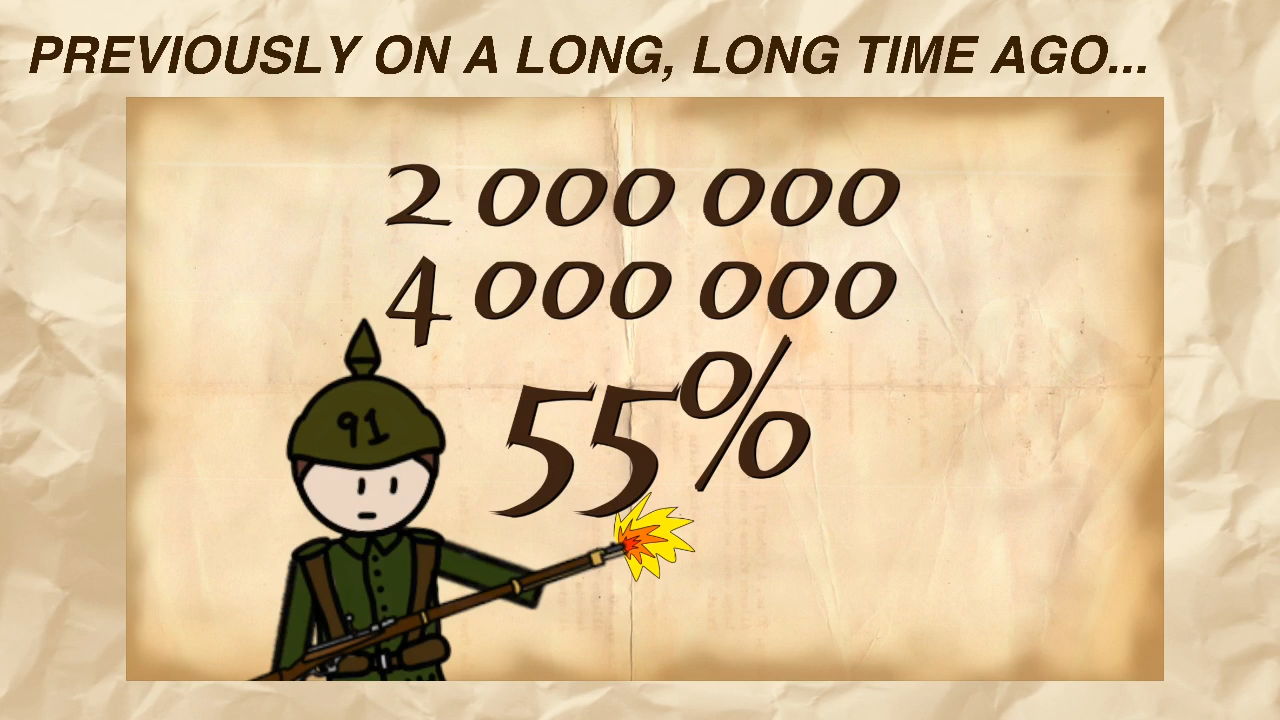 PREVIOUSLY ON A LONG, LONG TIME AGO...
2 000 000
4 000 000
55%
91